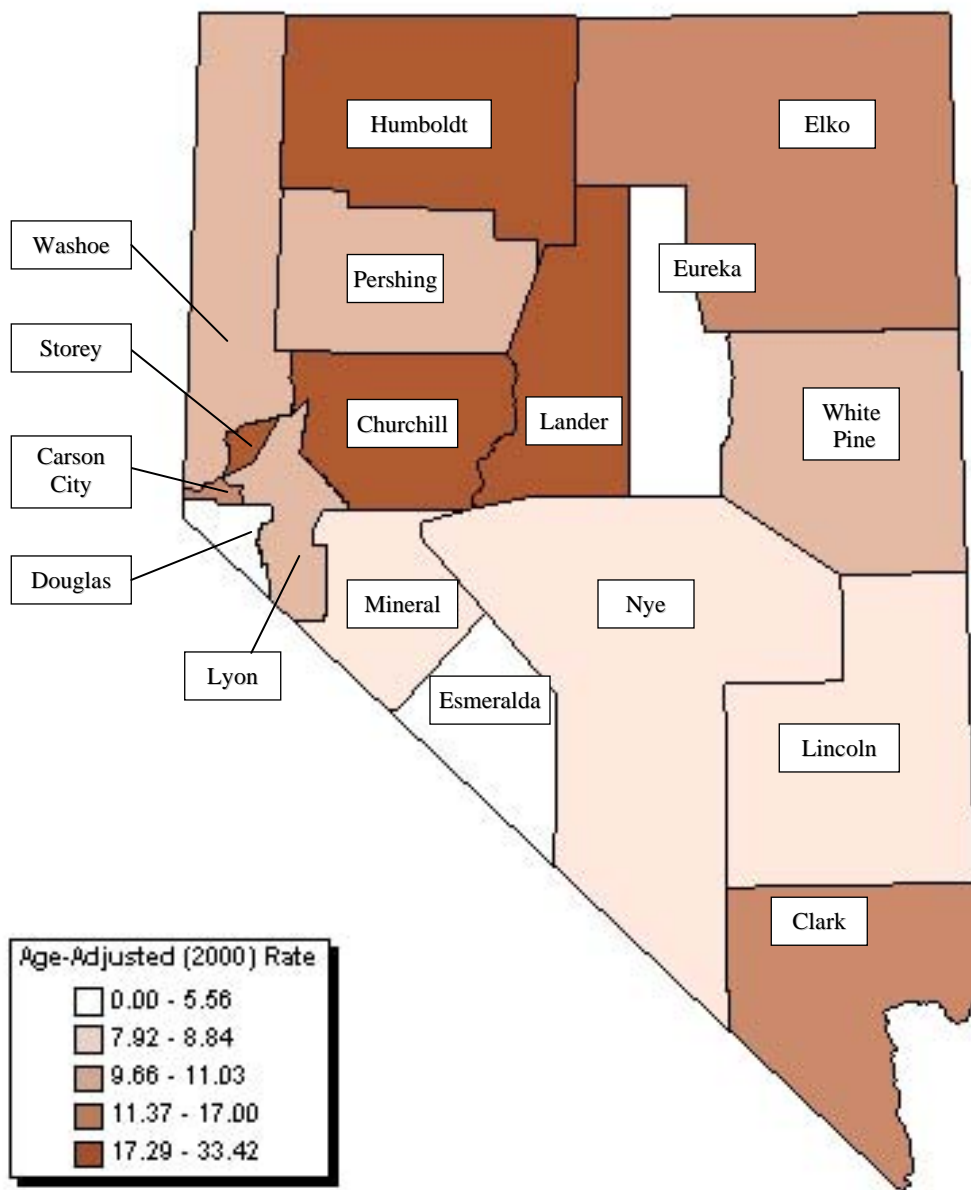 Humboldt
Elko
Washoe
Pershing
Eureka
Storey
Churchill
Lander
White
Pine
Carson
City
Douglas
Mineral
Nye
Lyon
Esmeralda
Lincoln
Clark
Age-Adjusted (2000) Rate
0.00 - 5.56
7.92 - 8.84
9.66 - 11.03
11.37 - 17.00
17.29 - 33.42